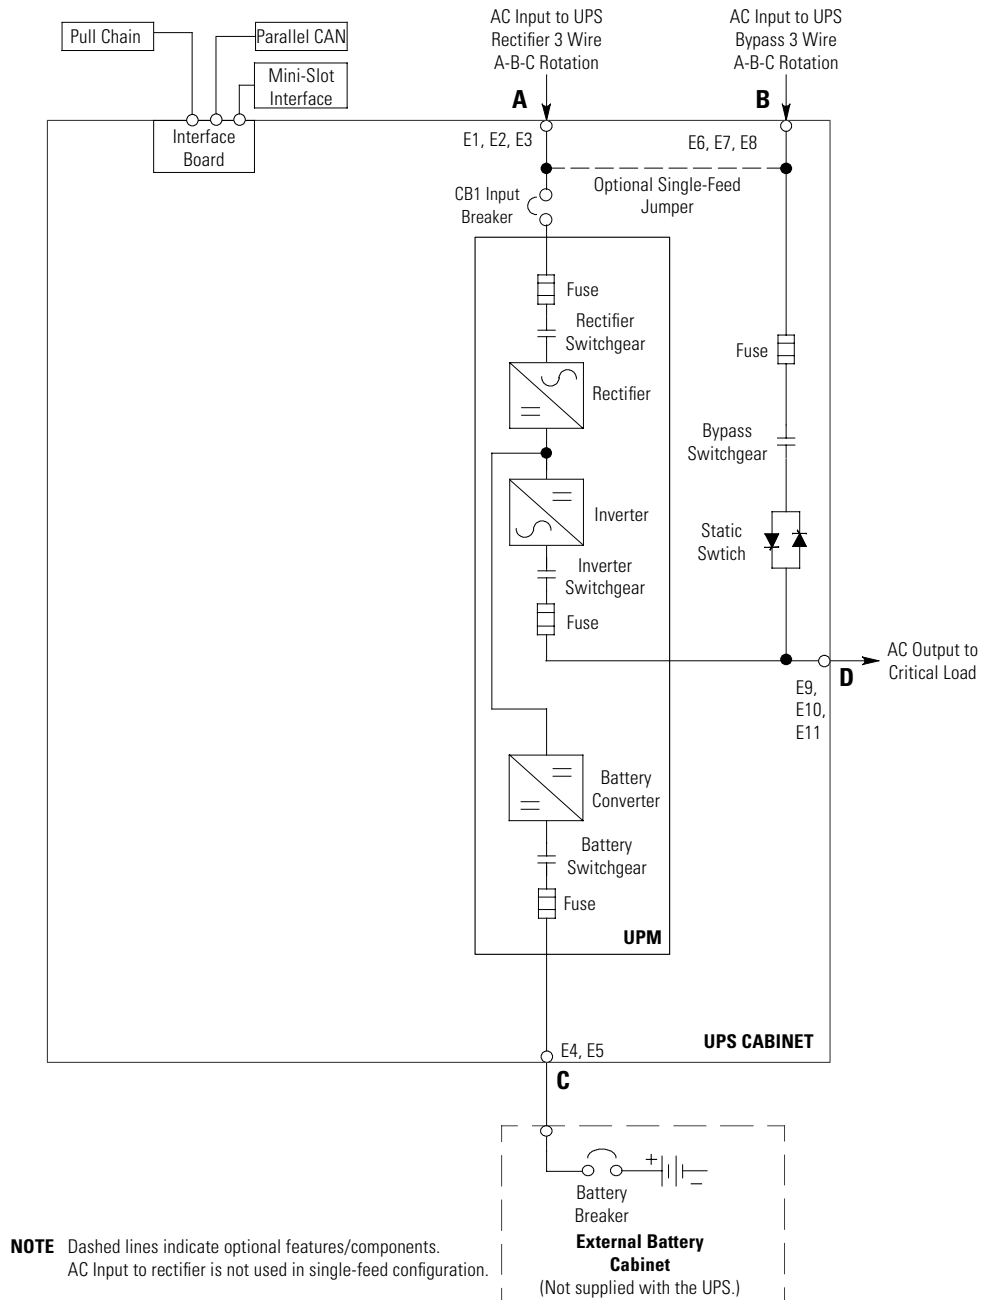 AC Input to UPS
Rectifier 3 Wire
A-B-C Rotation
AC Input to UPS
Bypass 3 Wire
A-B-C Rotation
Pull Chain
Parallel CAN
Mini-Slot
Interface
A
B
Interface
Board
E1, E2, E3
E6, E7, E8
Optional Single-Feed
Jumper
CB1 Input
Breaker
Fuse
Rectifier
Switchgear
Fuse
Rectifier
Bypass
Switchgear
Inverter
Static
Swtich
Inverter
Switchgear
Fuse
AC Output to
Critical Load
D
E9,
E10,
E11
Battery
Converter
Battery
Switchgear
Fuse
UPM
UPS CABINET
E4, E5
C
+
–
Battery
Breaker
External Battery
Cabinet
(Not supplied with the UPS.)
NOTE Dashed lines indicate optional features/components.
AC Input to rectifier is not used in single-feed configuration.